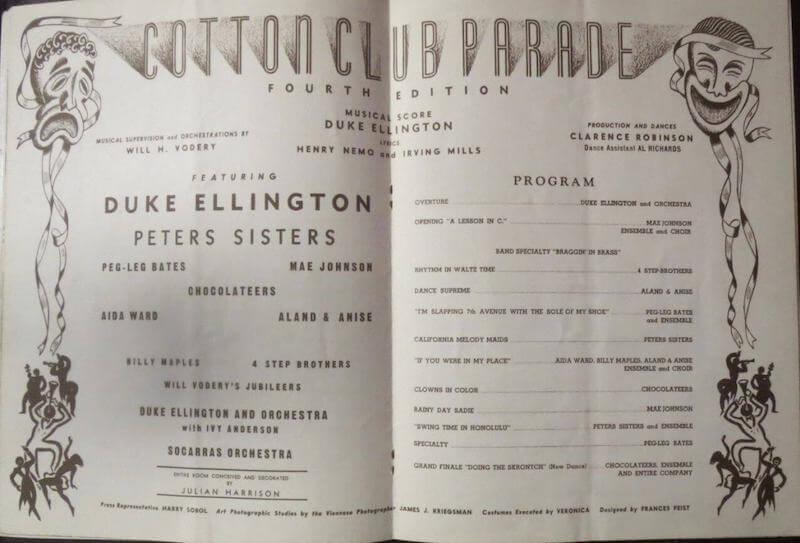 COTTON CLUB PARADE
FOURTH EDITION
MUSICAL SCORE
DUKE ELLINGTON
LYRICS
HENRY NEMO and IRVING MILLS
MUSICAL SUPERVISION and ORCHESTRATIONS BY
WILL H. VODERY
PRODUCTION AND DANCES
CLARENCE ROBINSON
Dance Assistant AL RICHARDS
FEATURING
DUKE ELLINGTON
PETERS SISTERS
PEG-LEG BATES MAE JOHNSON
CHOCOLATEERS
AIDA WARD ALAND & ANISE
BILLY MAPLES 4 STEP BROTHERS
WILL VODERY'S JUBILEERS
DUKE ELLINGTON AND ORCHESTRA
with IVY ANDERSON
SOCARRAS ORCHESTRA
ENTIRE ROOM CONCEIVED and DECORATED
BY
JULIAN HARRISON
PROGRAM
OVERTURE DUKE ELLINGTON and ORCHESTRA
OPENING "A LESSON IN C." MAE JOHNSON
ENSEMBLE and CHOIR
BAND SPECIALTY "BRAGGIN' IN BRASS"
RHYTHM IN WALTZ TIME 4 STEP-BROTHERS
DANCE SUPREME ALAND & ANISE
"I'M SLAPPING 7th AVENUE WITH THE SOLE OF MY SHOE" PEG-LEG BATES
and ENSEMBLE
CALIFORNIA MELODY MAIDS PETERS SISTERS
"IF YOU WERE IN MY PLACE" AIDA WARD, BILLY MAPLES, ALAND & ANISE
ENSEMBLE and CHOIR
CLOWNS IN COLOR CHOCOLATEERS
RAINY DAY SADIE MAE JOHNSON
"SWING TIME IN HONOLULU" PETERS SISTERS and ENSEMBLE
SPECIALTY PEG-LEG BATES
GRAND FINALE "DOING THE SKRONTCH" (New Dance) CHOCOLATEERS, ENSEMBLE
AND ENTIRE COMPANY
Press Representative HARRY SOBOL Art Photographic Studies by the Viennese Photographer JAMES J. KRIEGSMAN Costumes Executed by VERONICA Designed by FRANCES FEIST